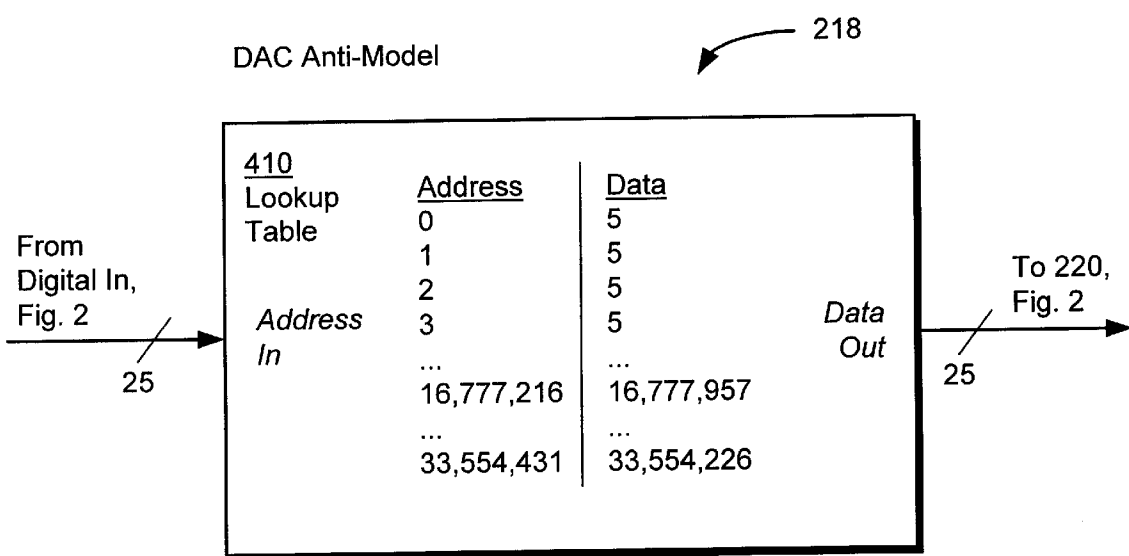 DAC Anti-Model
218
410
Lookup
Table
Address Data
0 5
1 5
2 5
3 5
... ...
16,777,216 16,777,957
... ...
33,554,431 33,554,226
From
Digital In,
Fig. 2
25
Address
In
Data
Out
To 220,
Fig. 2
25